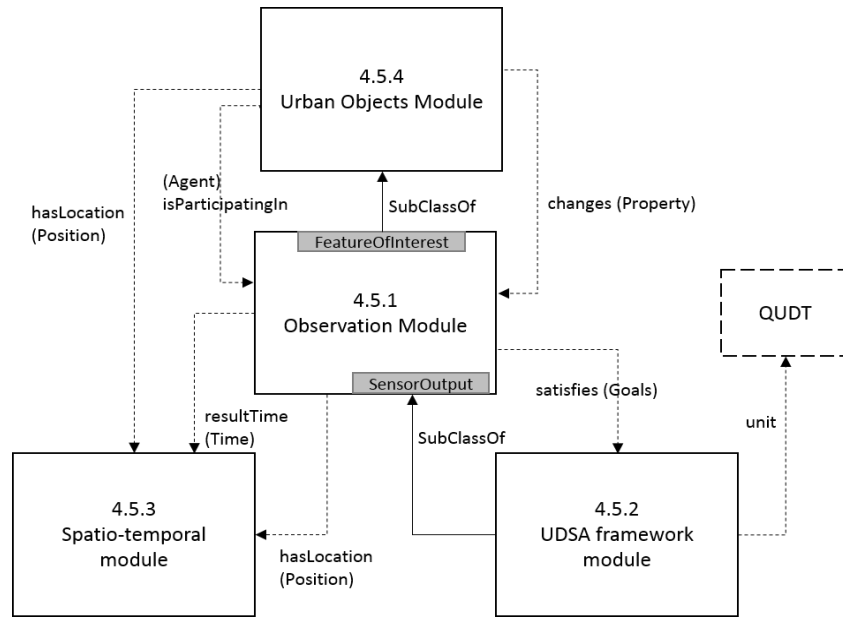 4.5.4
Urban Objects Module
(Agent)
isParticipatingIn
hasLocation
(Position)
SubClassOf
changes (Property)
FeatureOfInterest
4.5.1
Observation Module
QUDT
SensorOutput
satisfies (Goals)
resultTime
(Time)
SubClassOf
unit
4.5.3
Spatio-temporal
module
hasLocation
(Position)
4.5.2
UDSA framework
module